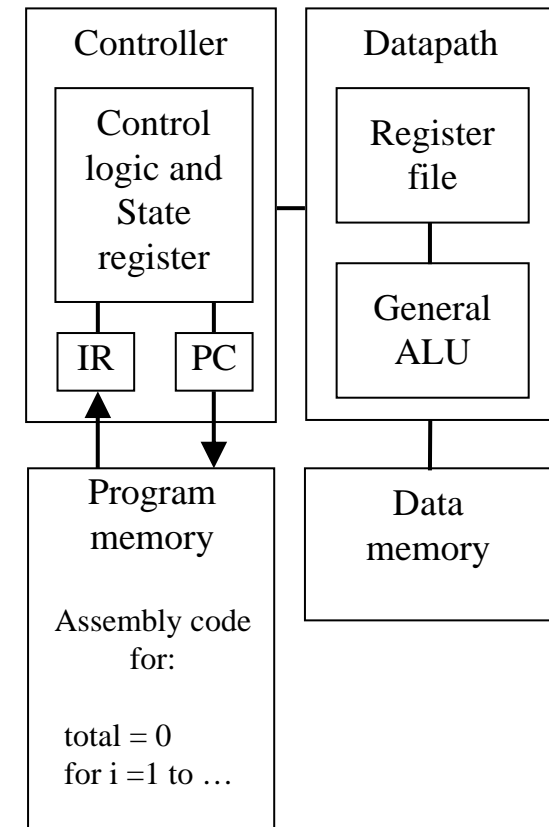 Controller
Control
logic and
State
register
IR
PC
Datapath
Register
file
General
ALU
Program
memory
Assembly code
for:
total = 0
for i =1 to …
Data
memory